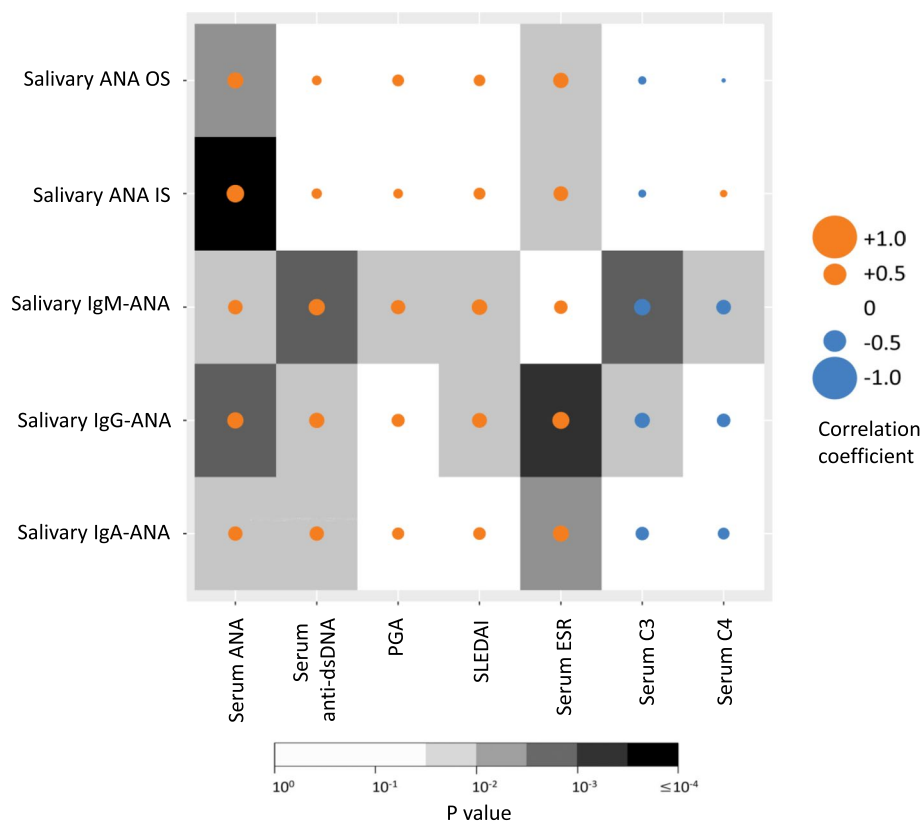 Salivary ANA OS
Salivary ANA IS
Salivary IgM-ANA
Salivary IgG-ANA
Salivary IgA-ANA
Serum ANA
Serum
anti-dsDNA
PGA
SLEDAI
Serum ESR
Serum C3
Serum C4
+1.0
+0.5
0
-0.5
-1.0
Correlation
coefficient
10⁰ 10⁻¹ 10⁻² 10⁻³ ≤10⁻⁴
P value